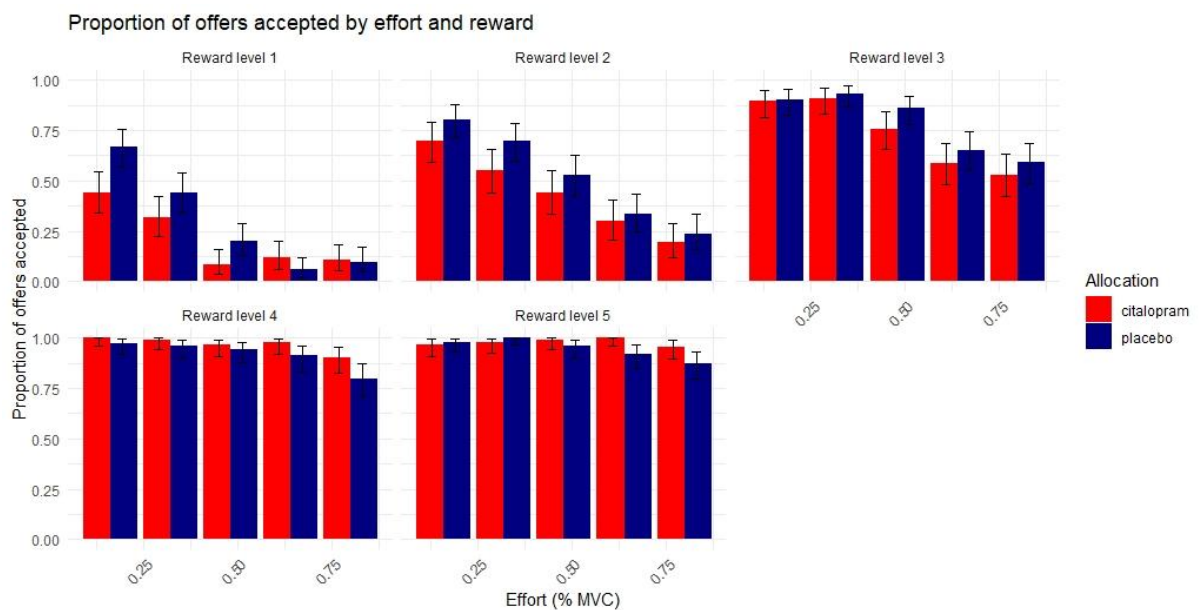 Proportion of offers accepted by effort and reward
Reward level 1
Reward level 2
Reward level 3
1.00
0.75
0.50
0.25
0.00
0.25
0.50
0.75
Reward level 4
Reward level 5
1.00
0.75
0.50
0.25
0.00
0.25
0.50
0.75
0.25
0.50
0.75
Proportion of offers accepted
Effort (% MVC)
Allocation
citalopram
placebo